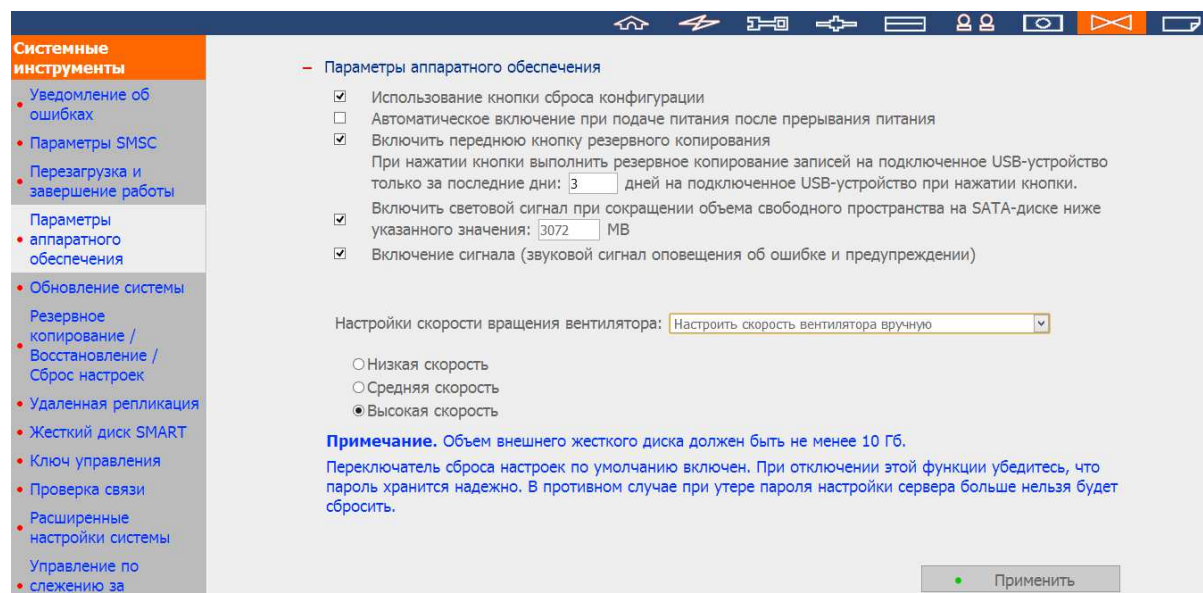 Системные
инструменты
Уведомление об
ошибках
Параметры SMSC
Перезагрузка и
завершение работы
Параметры
аппаратного
обеспечения
Обновление системы
Резервное
копирование /
Восстановление /
Сброс настроек
Удаленная репликация
Жесткий диск SMART
Ключ управления
Проверка связи
Расширенные
настройки системы
Управление по
слежению за
Параметры аппаратного обеспечения
Использование кнопки сброса конфигурации
Автоматическое включение при подаче питания после прерывания питания
Включить переднюю кнопку резервного копирования
При нажатии кнопки выполнить резервное копирование записей на подключенное USB-устройство
только за последние дни: 3 дней на подключенное USB-устройство при нажатии кнопки.
Включить световой сигнал при сокращении объема свободного пространства на SATA-диске ниже
указанного значения: 3072 MB
Включение сигнала (звуковой сигнал оповещения об ошибке и предупреждении)
Настройки скорости вращения вентилятора: Настроить скорость вентилятора вручную
Низкая скорость
Средняя скорость
Высокая скорость
Примечание. Объем внешнего жесткого диска должен быть не менее 10 Гб.
Переключатель сброса настроек по умолчанию включен. При отключении этой функции убедитесь, что
пароль хранится надежно. В противном случае при утере пароля настройки сервера больше нельзя будет
сбросить.
Применить